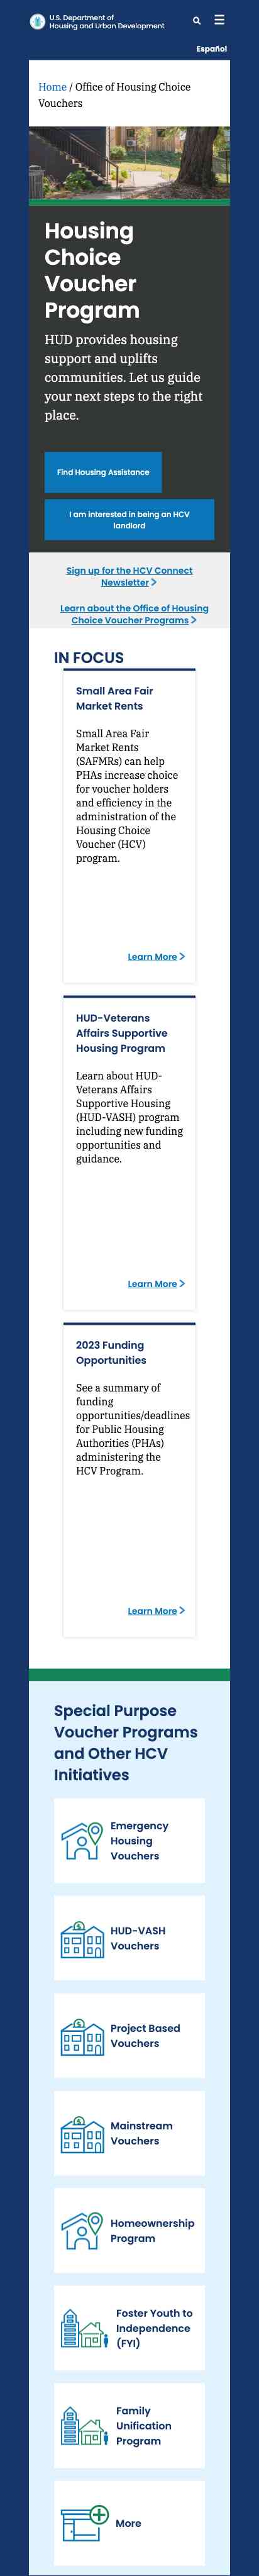 U.S. Department of
Housing and Urban Development
Español
Home / Office of Housing Choice
Vouchers
Housing
Choice
Voucher
Program
HUD provides housing
support and uplifts
communities. Let us guide
your next steps to the right
place.
Find Housing Assistance
I am interested in being an HCV
landlord
Sign up for the HCV Connect
Newsletter >
Learn about the Office of Housing
Choice Voucher Programs >
IN FOCUS
Small Area Fair
Market Rents
Small Area Fair
Market Rents
(SAFMRs) can help
PHAs increase choice
for voucher holders
and efficiency in the
administration of the
Housing Choice
Voucher (HCV)
program.
Learn More >
HUD-Veterans
Affairs Supportive
Housing Program
Learn about HUD-
Veterans Affairs
Supportive Housing
(HUD-VASH) program
including new funding
opportunities and
guidance.
Learn More >
2023 Funding
Opportunities
See a summary of
funding
opportunities/deadlines
for Public Housing
Authorities (PHAs)
administering the
HCV Program.
Learn More >
Special Purpose
Voucher Programs
and Other HCV
Initiatives
Emergency
Housing
Vouchers
HUD-VASH
Vouchers
Project Based
Vouchers
Mainstream
Vouchers
Homeownership
Program
Foster Youth to
Independence
(FYI)
Family
Unification
Program
More